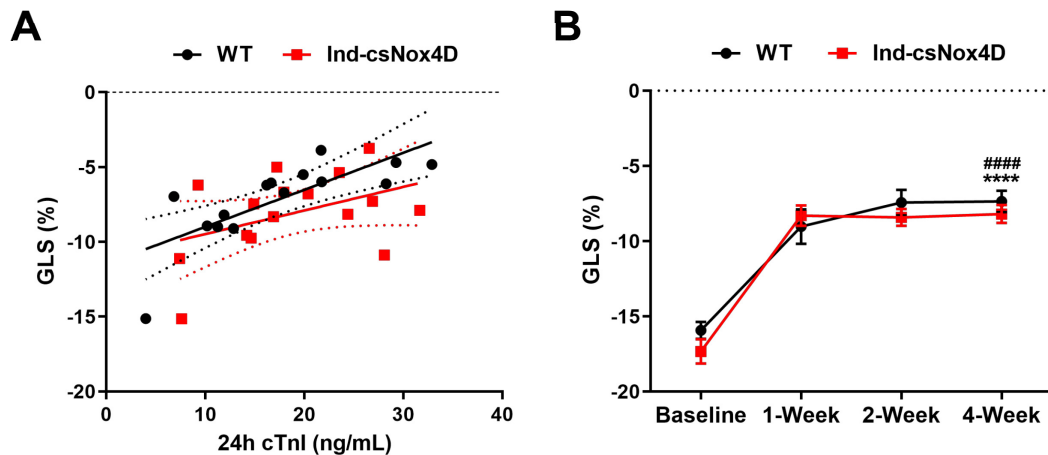 A
WT Ind-csNox4D
0
-5
-10
-15
-20
GLS (%)
0 10 20 30 40
24h cTnI (ng/mL)
B
WT Ind-csNox4D
0
-5
-10
-15
-20
GLS (%)
####
****
Baseline 1-Week 2-Week 4-Week